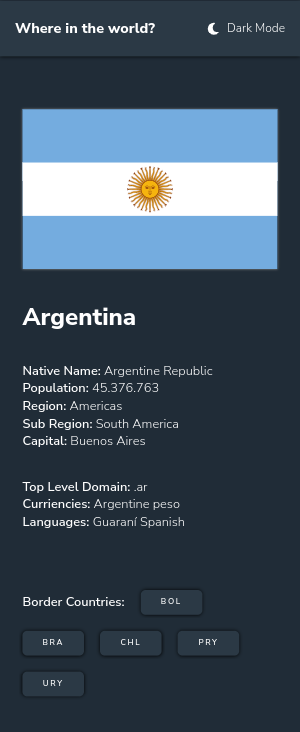 Where in the world?
Dark Mode
Argentina
Native Name: Argentine Republic
Population: 45.376.763
Region: Americas
Sub Region: South America
Capital: Buenos Aires
Top Level Domain: .ar
Curriencies: Argentine peso
Languages: Guaraní Spanish
Border Countries: BOL
BRA CHL PRY
URY